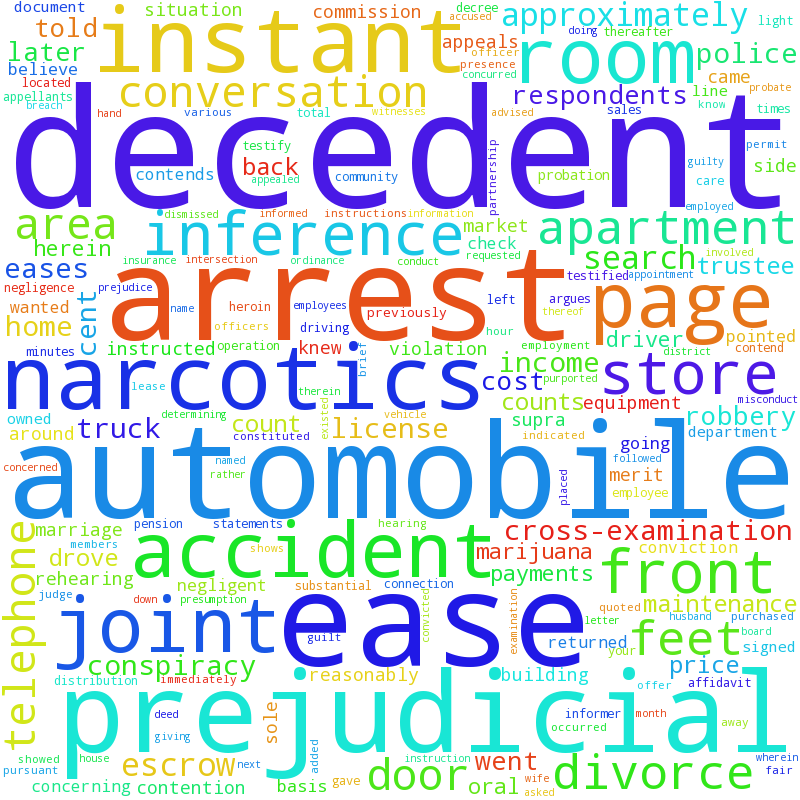 document
situation
commission
decree
accused
approximately
light
told
instant
appeals
officer
doing
thereafter
later
presence
room
police
believe
concurred
located
conversation
respondents
line
came
probate
appellants
breach
hand
various
total
witnesses
advised
sales
know
times
decedent
testify
partnership
permit
contends
back
community
probation
guilty
side
appealed
care
employed
dismissed
informed
instructions
information
area
inference
market
apartment
herein
check
search
involved
insurance
intersection
ordinance
conduct
requested
trustee
eases
arrest
testified
appointment
negligence
prejudice
name
heroin
employees
previously
left
argues
page
wanted
cent
officers
driving
hour
thereof
home
pointed
operation
employment
driver
contend
minutes
instructed
knew
brief
violation
income
district
narcotics
purported
store
lease
therein
cost
misconduct
owned
determining
existed
vehicle
counts
equipment
robbery
around
truck
count
license
supra
constituted
indicated
going
department
concerned
named
rather
automobile
placed
followed
merit
employee
telephone
marriage
pension
statements
hearing
cross-examination
members
accident
shows
drove
marijuana
conviction
rehearing
negligent
substantial
connection
payments
front
judge
down
presumption
convicted
examination
quoted
maintenance
joint
ease
letter
husband
purchased
guilt
your
feet
board
returned
signed
conspiracy
reasonably
building
price
distribution
immediately
offer
affidavit
prejudicial
deed
sole
informer
month
away
giving
occurred
showed
house
escrow
next
added
instruction
went
wherein
pursuant
door
wife
divorce
fair
concerning
contention
basis
gave
oral
asked